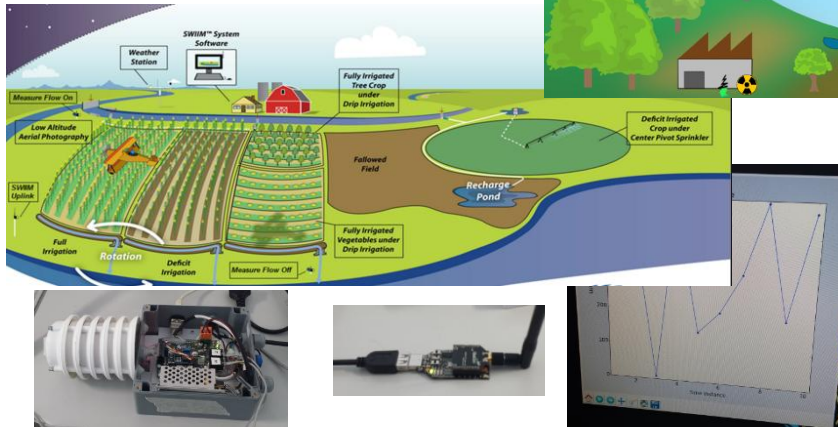 SWIIM™ System
Software
Weather
Station
Measure Flow On
Low Altitude
Aerial Photography
Fully Irrigated
Tree Crop
under
Drip Irrigation
Deficit Irrigated
Crop under
Center Pivot Sprinkler
Fallowed
Field
Recharge
Pond
SWIIM
Uplink
Full
Irrigation
Rotation
Deficit
Irrigation
Measure Flow Off
Fully Irrigated
Vegetables under
Drip Irrigation